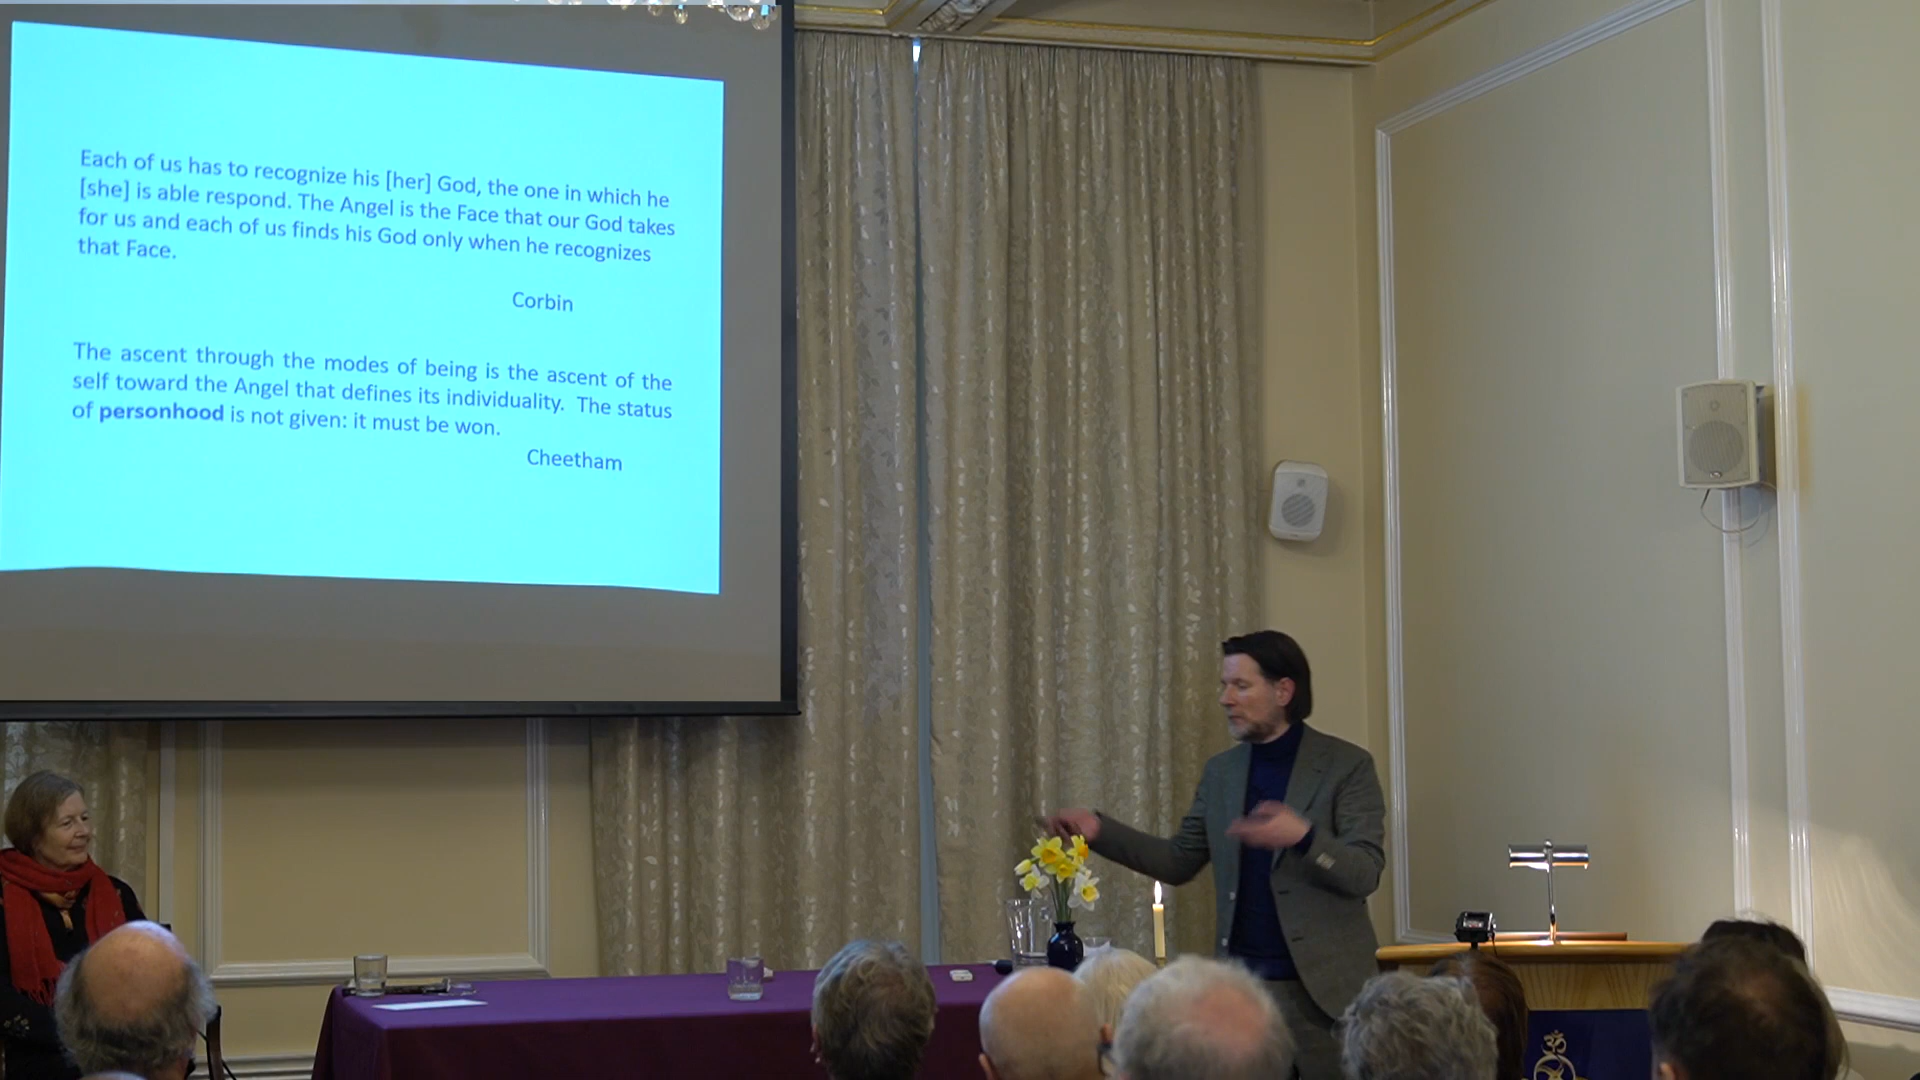 Each of us has to recognize his [her] God, the one in which he
[she] is able respond. The Angel is the Face that our God takes
for us and each of us finds his God only when he recognizes
that Face.
Corbin
The ascent through the modes of being is the ascent of the
self toward the Angel that defines its individuality. The status
of personhood is not given: it must be won.
Cheetham
ॐ